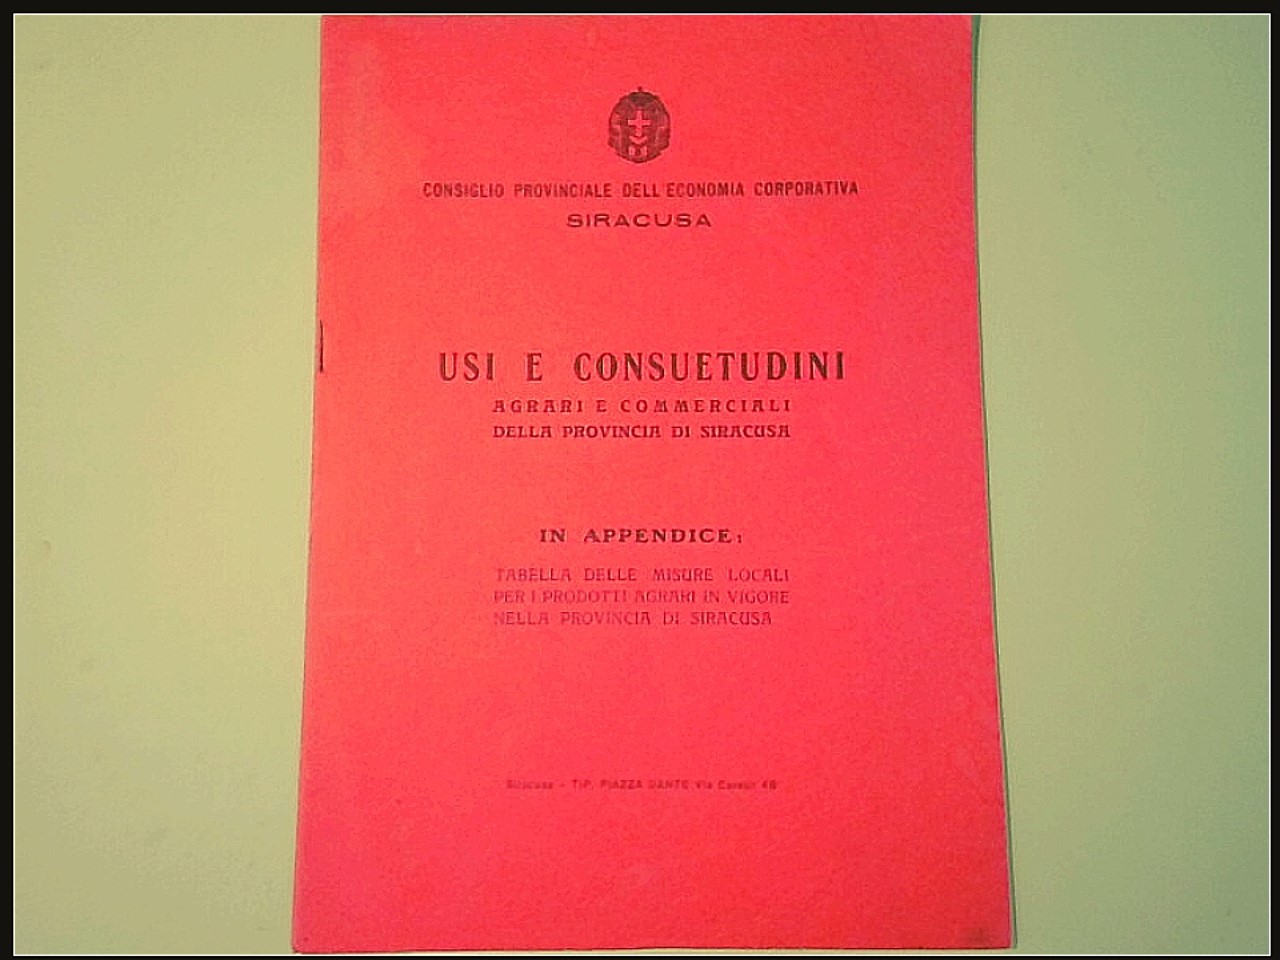 CONSIGLIO PROVINCIALE DELL'ECONOMIA CORPORATIVA
SIRACUSA
USI E CONSUETUDINI
AGRARI E COMMERCIALI
DELLA PROVINCIA DI SIRACUSA
IN APPENDICE:
TABELLA DELLE MISURE LOCALI
PER I PRODOTTI AGRARI IN VIGORE
NELLA PROVINCIA DI SIRACUSA
Siracusa - TIP. PIAZZA DANTE Via Cavour 48